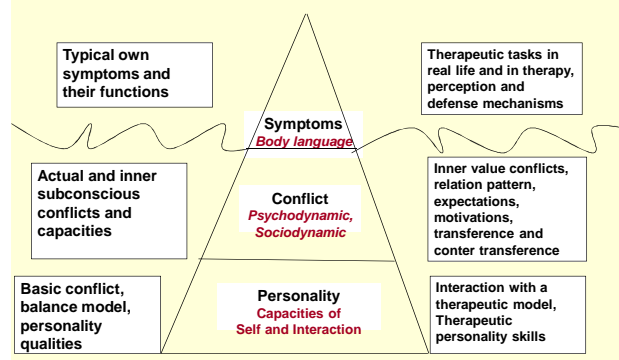 Typical own
symptoms and
their functions
Therapeutic tasks in
real life and in therapy,
perception and
defense mechanisms
Symptoms
Body language
Actual and inner
subconscious
conflicts and
capacities
Conflict
Psychodynamic,
Sociodynamic
Inner value conflicts,
relation pattern,
expectations,
motivations,
transference and
conter transference
Basic conflict,
balance model,
personality
qualities
Personality
Capacities of
Self and Interaction
Interaction with a
therapeutic model,
Therapeutic
personality skills